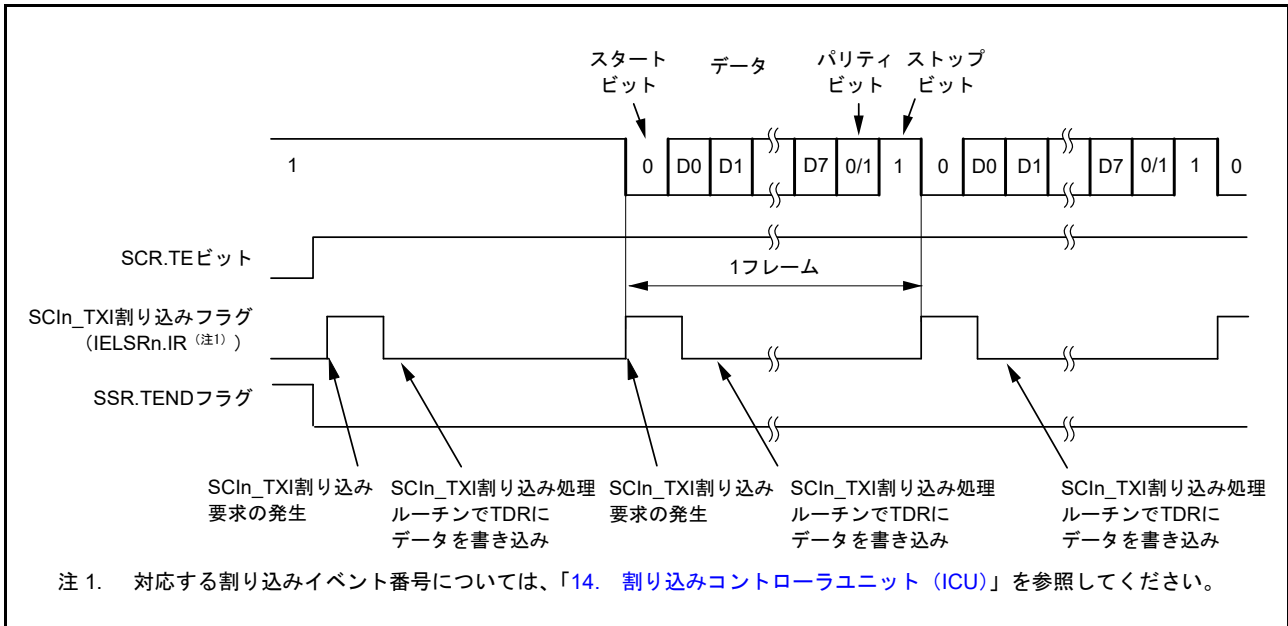 スタート
ビット
データ
パリティ
ビット
ストップ
ビット
1 0 D0 D1 D7 0/1 1 0 D0 D1 D7 0/1 1 0
SCR.TEビット
1フレーム
SCIn_TXI割り込みフラグ
（IELSRn.IR（注1））
SSR.TENDフラグ
SCIn_TXI割り込み
要求の発生
SCIn_TXI割り込み処理
ルーチンでTDRに
データを書き込み
SCIn_TXI割り込み
要求の発生
SCIn_TXI割り込み処理
ルーチンでTDRに
データを書き込み
SCIn_TXI割り込み処理
ルーチンでTDRに
データを書き込み
注 1. 対応する割り込みイベント番号については、「14. 割り込みコントローラユニット（ICU）」を参照してください。